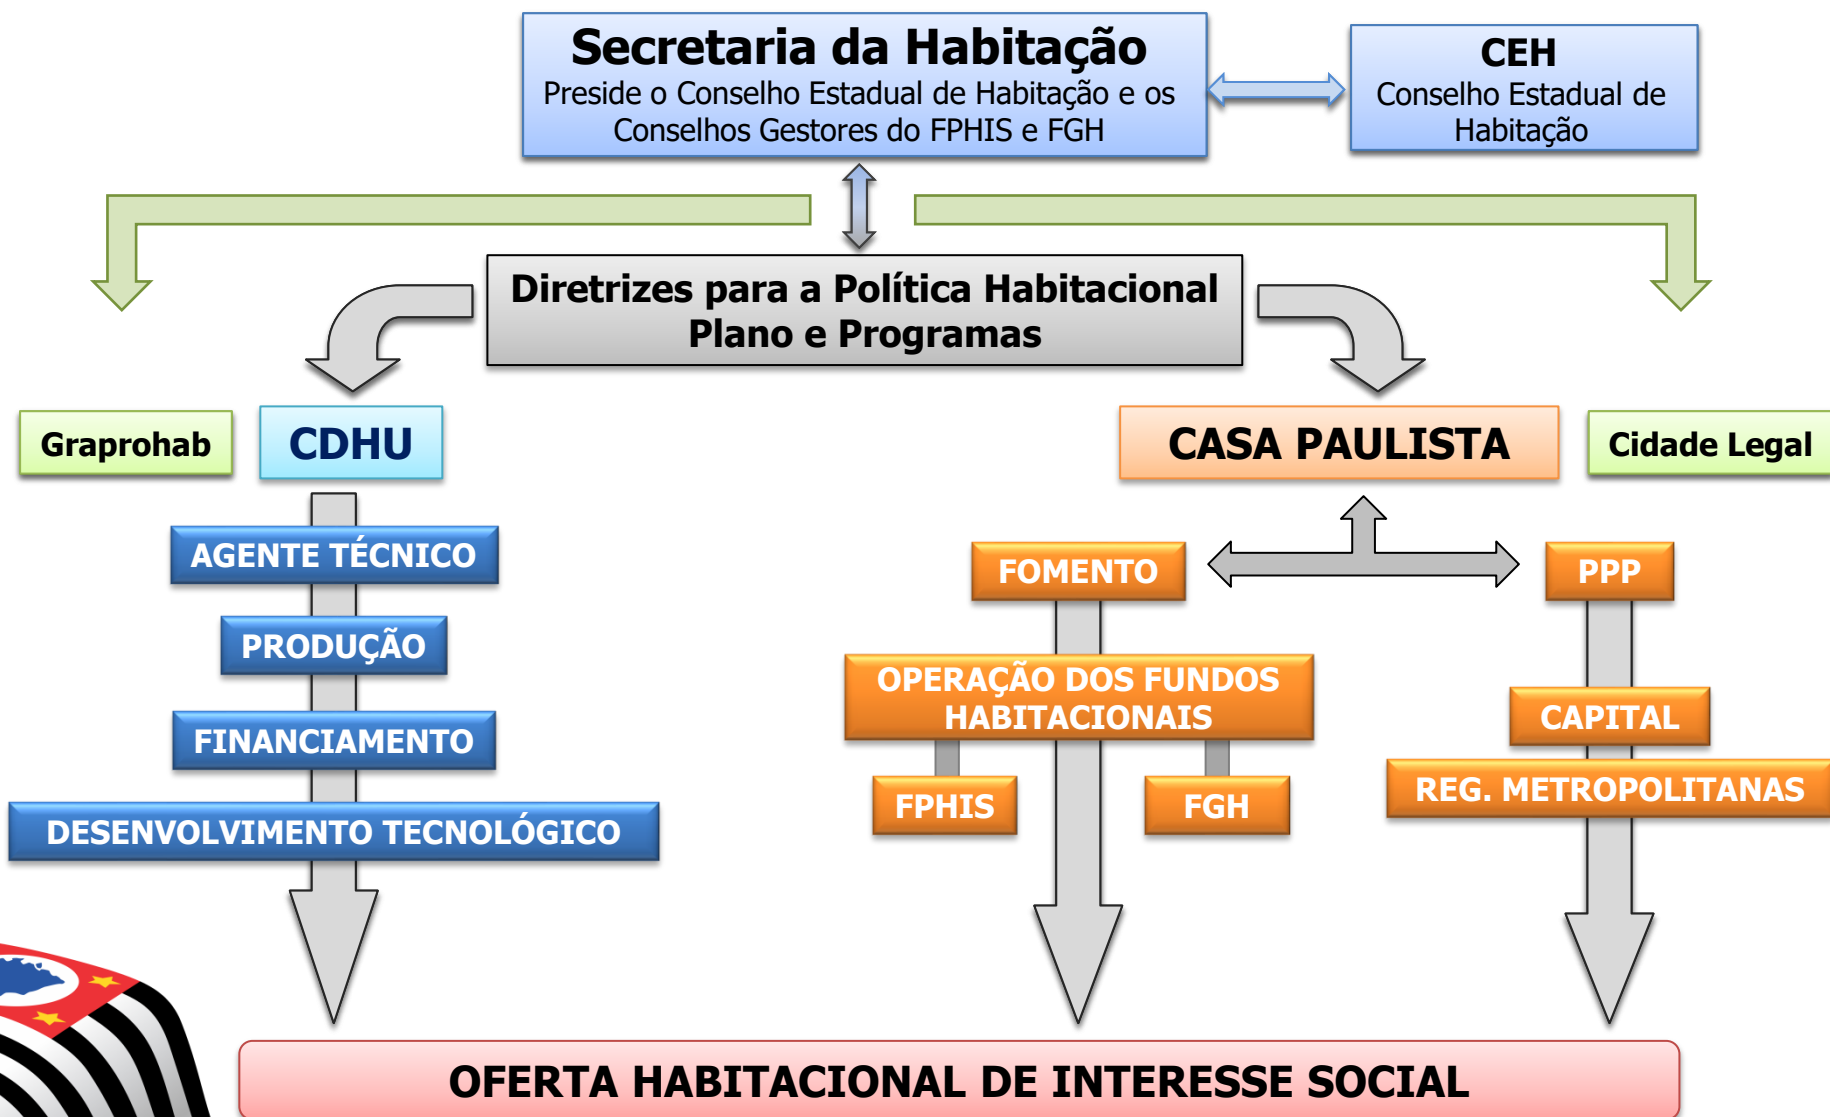 Secretaria da Habitação
Preside o Conselho Estadual de Habitação e os
Conselhos Gestores do FPHIS e FGH
CEH
Conselho Estadual de
Habitação
Diretrizes para a Política Habitacional
Plano e Programas
Graprohab
CDHU
CASA PAULISTA
Cidade Legal
AGENTE TÉCNICO
PRODUÇÃO
FINANCIAMENTO
DESENVOLVIMENTO TECNOLÓGICO
FOMENTO
PPP
OPERAÇÃO DOS FUNDOS
HABITACIONAIS
FPHIS
FGH
CAPITAL
REG. METROPOLITANAS
OFERTA HABITACIONAL DE INTERESSE SOCIAL